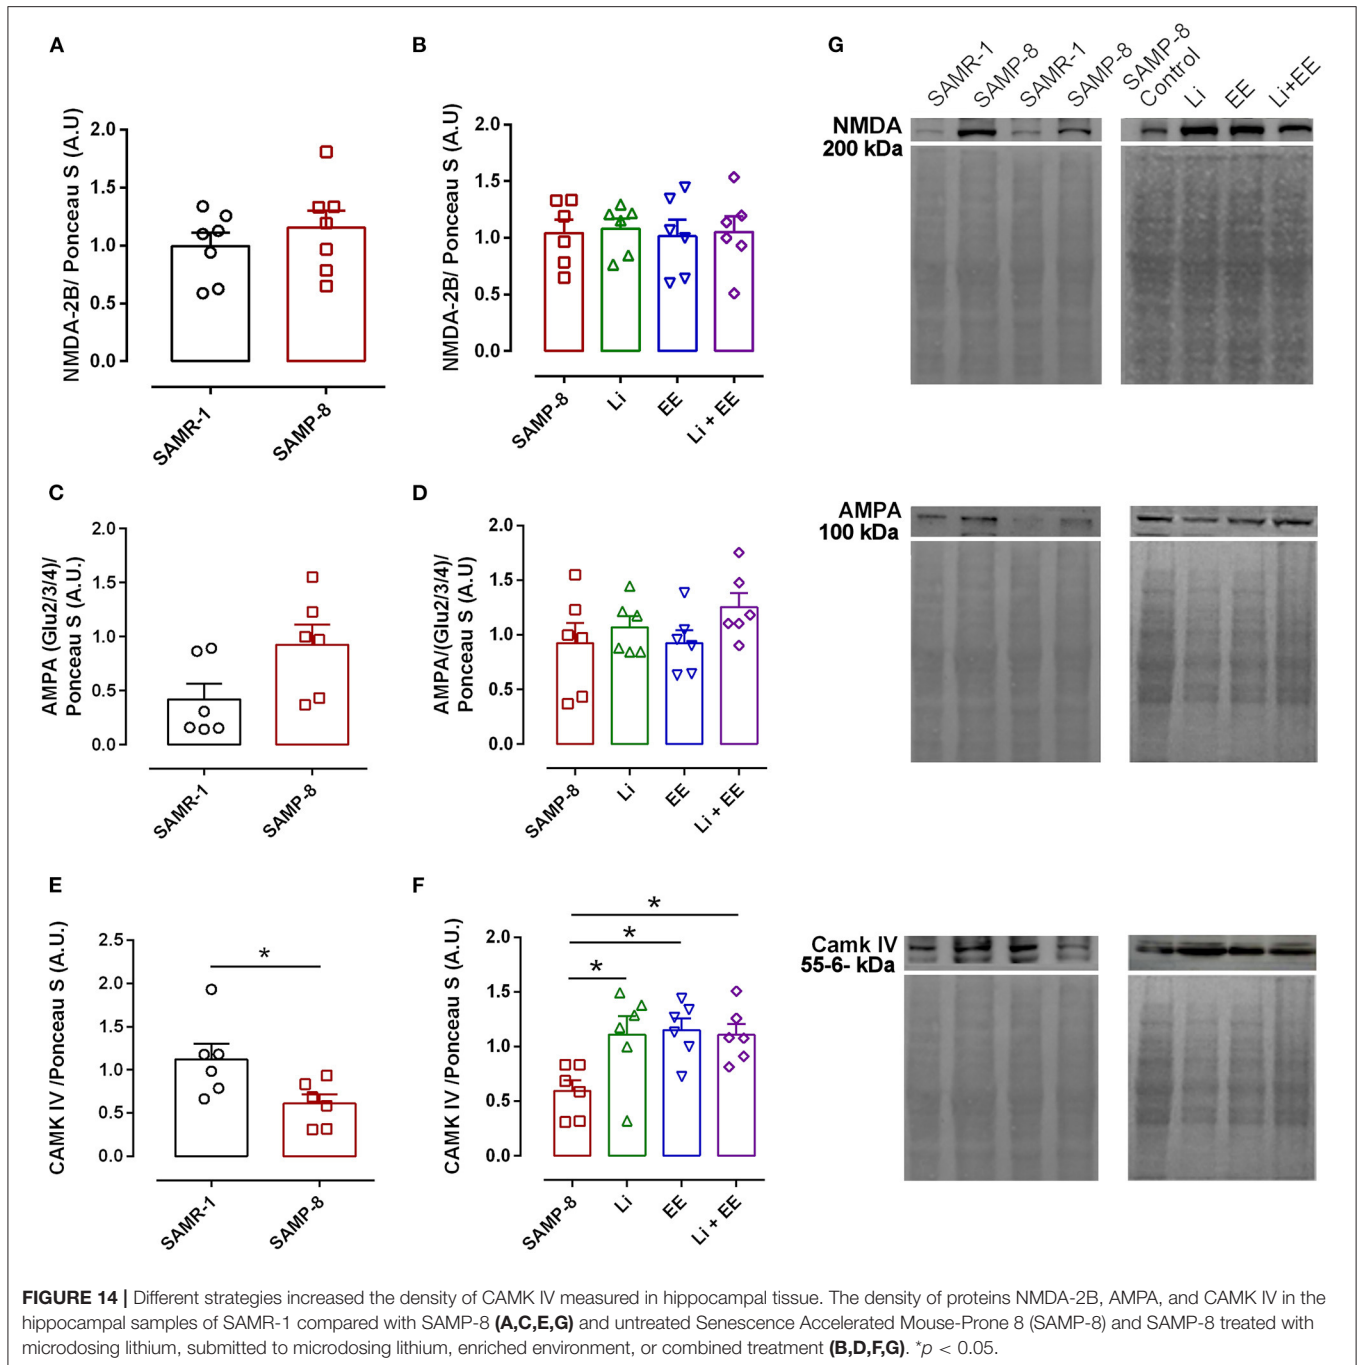 A
NMDA-2B/ Ponceau S (A.U)
2.0
1.5
1.0
0.5
0.0
SAMR-1
SAMP-8
B
NMDA-2B/ Ponceau S (A.U)
2.0
1.5
1.0
0.5
0.0
SAMP-8
Li
EE
Li + EE
G
SAMR-1
SAMP-8
SAMR-1
SAMP-8
SAMP-8
Control
Li
EE
Li+EE
NMDA
200 kDa
C
AMPA (Glu2/3/4)/
Ponceau S (A.U.)
2.0
1.5
1.0
0.5
0.0
SAMR-1
SAMP-8
D
AMPA/(Glu2/3/4)/
Ponceau S (A.U)
2.0
1.5
1.0
0.5
0.0
SAMP-8
Li
EE
Li + EE
AMPA
100 kDa
E
CAMK IV /Ponceau S (A.U.)
2.5
2.0
1.5
1.0
0.5
0.0
*
SAMR-1
SAMP-8
F
CAMK IV /Ponceau S (A.U.)
2.0
1.5
1.0
0.5
0.0
*
*
*
SAMP-8
Li
EE
Li + EE
Camk IV
55-6- kDa
FIGURE 14 | Different strategies increased the density of CAMK IV measured in hippocampal tissue. The density of proteins NMDA-2B, AMPA, and CAMK IV in the
hippocampal samples of SAMR-1 compared with SAMP-8 (A,C,E,G) and untreated Senescence Accelerated Mouse-Prone 8 (SAMP-8) and SAMP-8 treated with
microdosing lithium, submitted to microdosing lithium, enriched environment, or combined treatment (B,D,F,G). *p < 0.05.